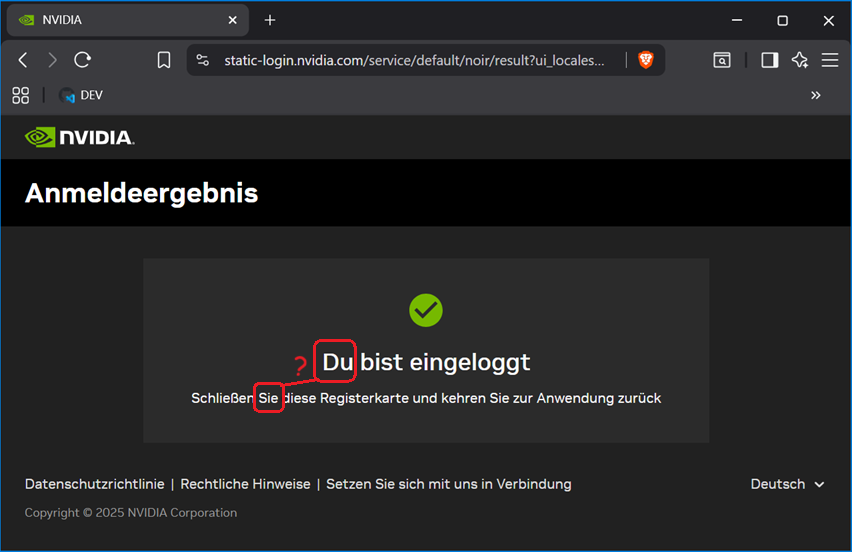 NVIDIA
static-login.nvidia.com/service/default/noir/result?ui_locales...
DEV
NVIDIA.
Anmeldeergebnis
?
Du bist eingeloggt
Schließen Sie diese Registerkarte und kehren Sie zur Anwendung zurück
Datenschutzrichtlinie | Rechtliche Hinweise | Setzen Sie sich mit uns in Verbindung
Deutsch
Copyright © 2025 NVIDIA Corporation